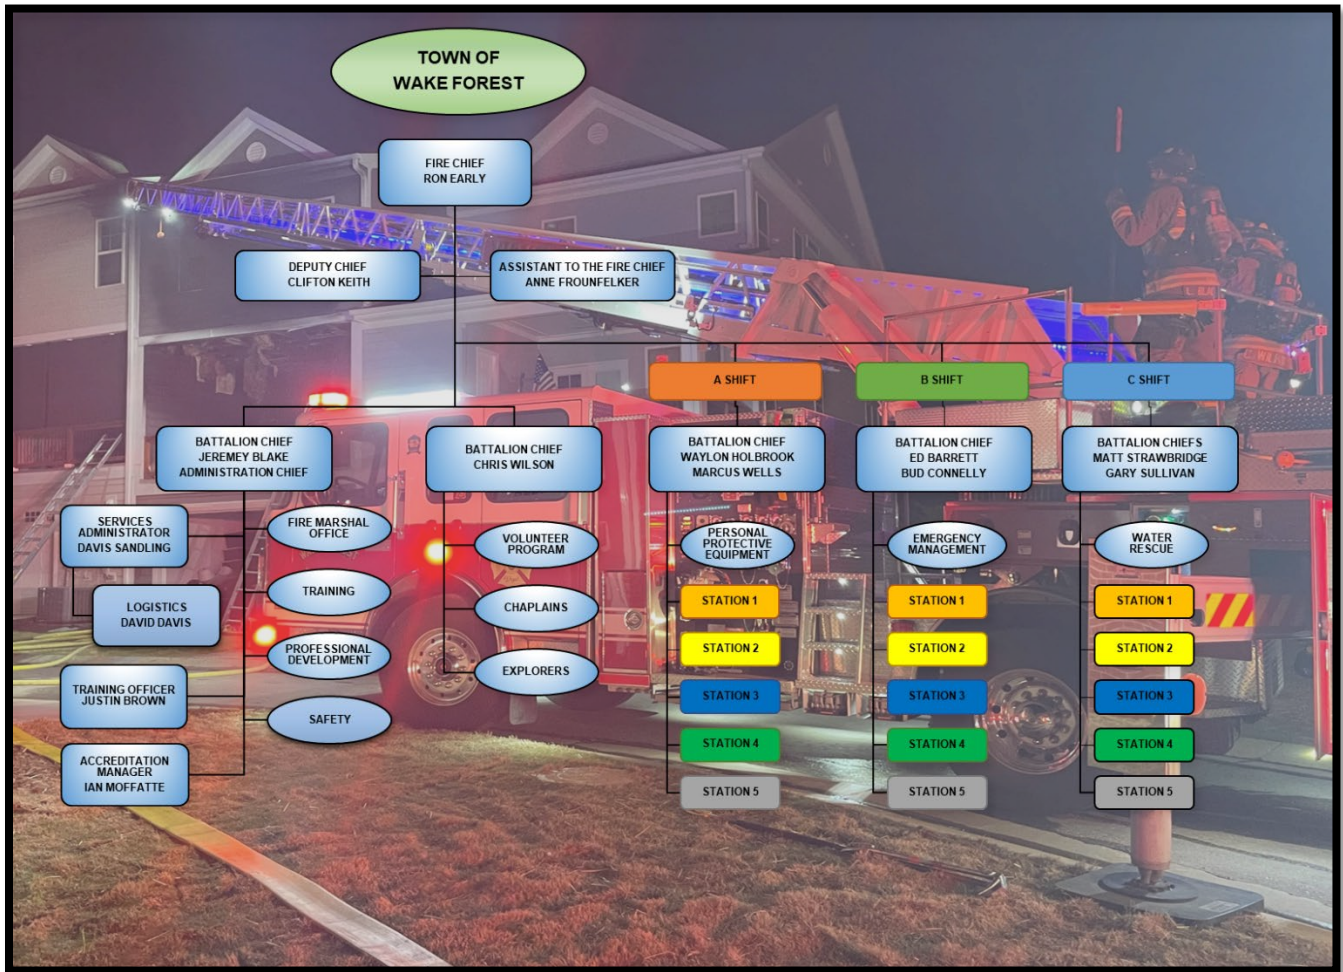 TOWN OF
WAKE FOREST
FIRE CHIEF
RON EARLY
DEPUTY CHIEF
CLIFTON KEITH
ASSISTANT TO THE FIRE CHIEF
ANNE FROUNFELKER
A SHIFT
B SHIFT
C SHIFT
BATTALION CHIEF
JEREMEY BLAKE
ADMINISTRATION CHIEF
BATTALION CHIEF
CHRIS WILSON
BATTALION CHIEF
WAYLON HOLBROOK
MARCUS WELLS
BATTALION CHIEF
ED BARRETT
BUD CONNELLY
BATTALION CHIEFS
MATT STRAWBRIDGE
GARY SULLIVAN
SERVICES
ADMINISTRATOR
DAVIS SANDLING
LOGISTICS
DAVID DAVIS
TRAINING OFFICER
JUSTIN BROWN
ACCREDITATION
MANAGER
IAN MOFFATTE
FIRE MARSHAL
OFFICE
TRAINING
PROFESSIONAL
DEVELOPMENT
SAFETY
VOLUNTEER
PROGRAM
CHAPLAINS
EXPLORERS
PERSONAL
PROTECTIVE
EQUIPMENT
STATION 1
STATION 2
STATION 3
STATION 4
STATION 5
EMERGENCY
MANAGEMENT
STATION 1
STATION 2
STATION 3
STATION 4
STATION 5
WATER
RESCUE
STATION 1
STATION 2
STATION 3
STATION 4
STATION 5